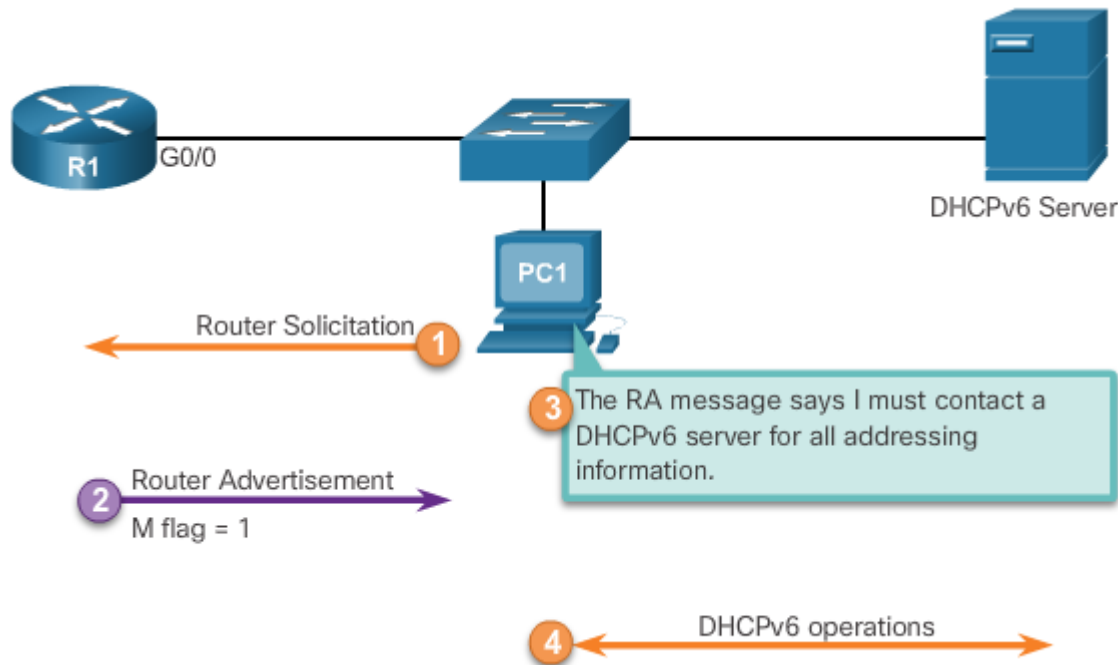 R1
G0/0
DHCPv6 Server
PC1
Router Solicitation
1
3
The RA message says I must contact a
DHCPv6 server for all addressing
information.
2
Router Advertisement
M flag = 1
4
DHCPv6 operations